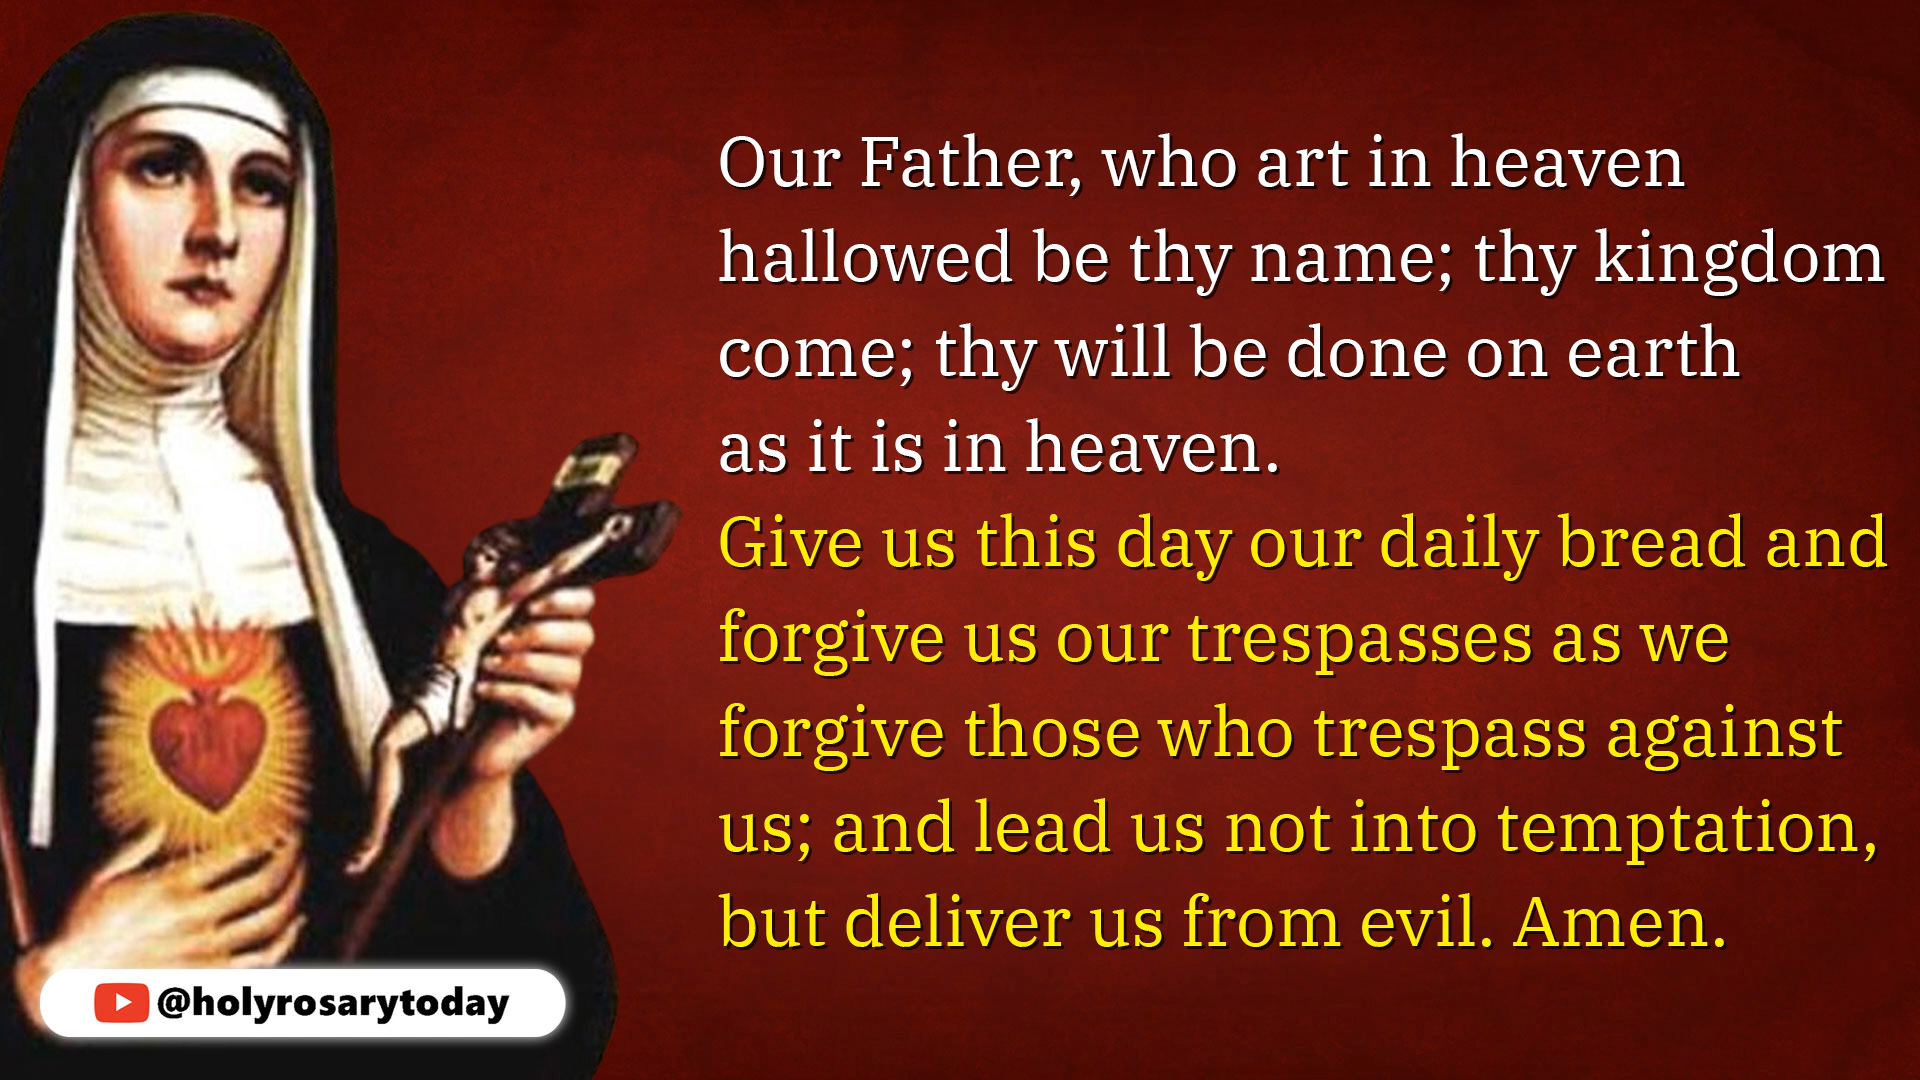 Our Father, who art in heaven
hallowed be thy name; thy kingdom
come; thy will be done on earth
as it is in heaven.
Give us this day our daily bread and
forgive us our trespasses as we
forgive those who trespass against
us; and lead us not into temptation,
but deliver us from evil. Amen.
@holyrosarytoday